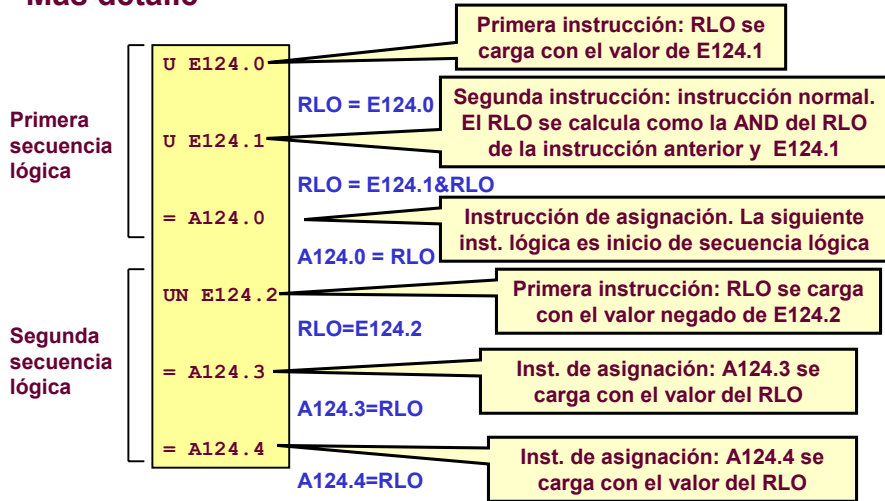 Más detalle
Primera instrucción: RLO se
carga con el valor de E124.1
U E124.0
RLO = E124.0
Segunda instrucción: instrucción normal.
El RLO se calcula como la AND del RLO
de la instrucción anterior y E124.1
Primera
secuencia
lógica
U E124.1
RLO = E124.1&RLO
= A124.0
Instrucción de asignación. La siguiente
inst. lógica es inicio de secuencia lógica
A124.0 = RLO
UN E124.2
Primera instrucción: RLO se carga
con el valor negado de E124.2
RLO=E124.2
Segunda
secuencia
lógica
= A124.3
Inst. de asignación: A124.3 se
carga con el valor del RLO
A124.3=RLO
= A124.4
Inst. de asignación: A124.4 se
carga con el valor del RLO
A124.4=RLO